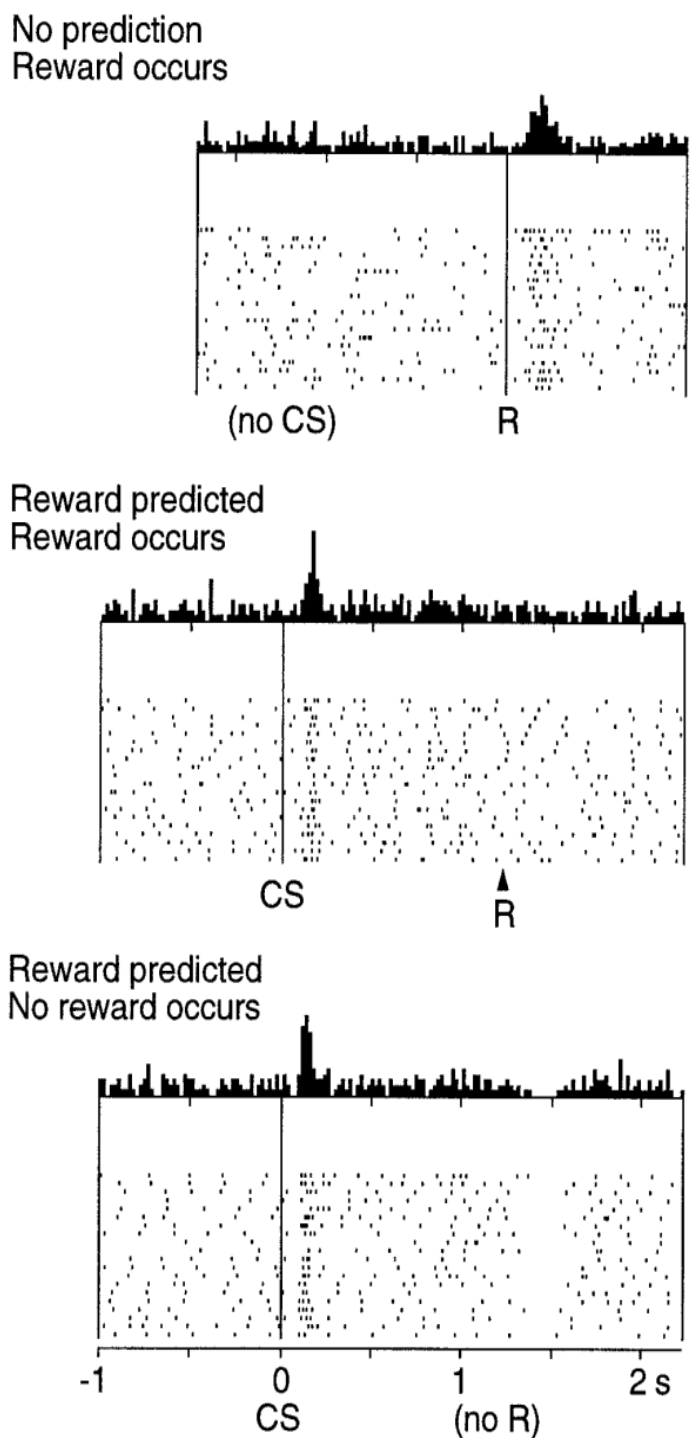 No prediction
Reward occurs
(no CS) R
Reward predicted
Reward occurs
CS
R
Reward predicted
No reward occurs
-1 0 1 2 s
CS (no R)